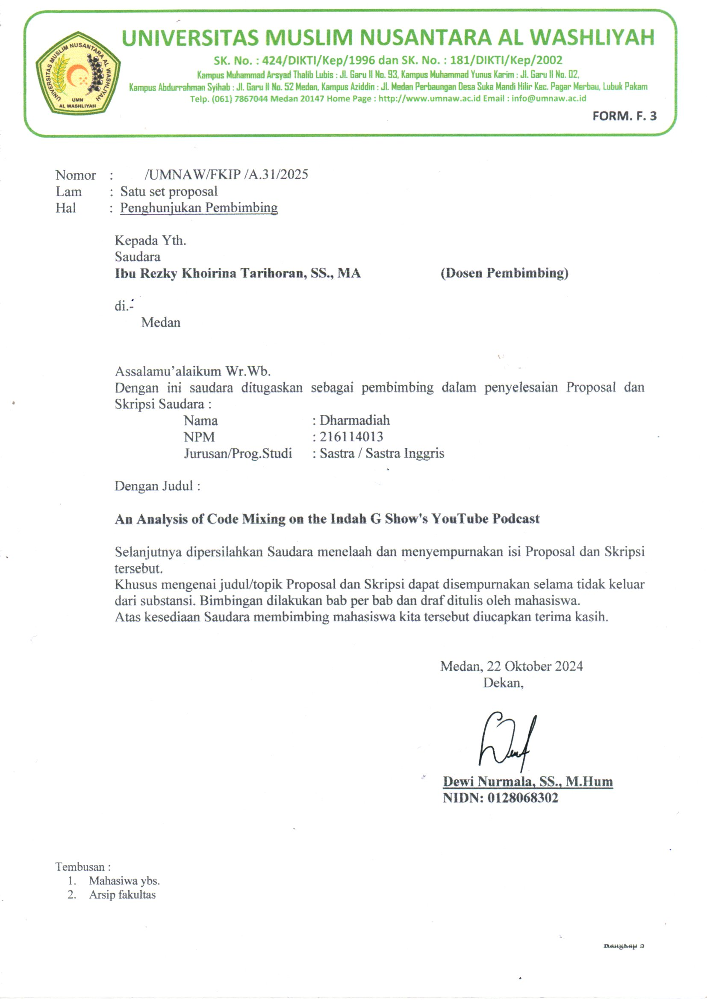 UNIVERSITAS MUSLIM NUSANTARA AL WASHLIYAH
SK. No. : 424/DIKTI/Kep/1996 dan SK. No. : 181/DIKTI/Kep/2002
Kampus Muhammad Arsyad Thalib Lubis : Jl. Garu II No. 93, Kampus Muhammad Yunus Karim : Jl. Garu II No. 02,
Kampus Abdurrahman Syihab : Jl. Garu II No. 52 Medan, Kampus Aziddin : Jl. Medan Perbaungan Desa Suka Mandi Hilir Kec. Pagar Merbau, Lubuk Pakam
Telp. (061) 7867044 Medan 20147 Home Page : http://www.umnaw.ac.id Email : info@umnaw.ac.id
FORM. F. 3
UNIVERSITAS MUSLIM NUSANTARA AL WASHLIYAH
UMN
AL WASHLIYAH
Nomor : /UMNAW/FKIP /A.31/2025
Lam : Satu set proposal
Hal : Penghunjukan Pembimbing
Kepada Yth.
Saudara
Ibu Rezky Khoirina Tarihoran, SS., MA (Dosen Pembimbing)
di.-
Medan
Assalamu’alaikum Wr.Wb.
Dengan ini saudara ditugaskan sebagai pembimbing dalam penyelesaian Proposal dan
Skripsi Saudara :
Nama : Dharmadiah
NPM : 216114013
Jurusan/Prog.Studi : Sastra / Sastra Inggris
Dengan Judul :
An Analysis of Code Mixing on the Indah G Show's YouTube Podcast
Selanjutnya dipersilahkan Saudara menelaah dan menyempurnakan isi Proposal dan Skripsi
tersebut.
Khusus mengenai judul/topik Proposal dan Skripsi dapat disempurnakan selama tidak keluar
dari substansi. Bimbingan dilakukan bab per bab dan draf ditulis oleh mahasiswa.
Atas kesediaan Saudara membimbing mahasiswa kita tersebut diucapkan terima kasih.
Medan, 22 Oktober 2024
Dekan,
Dewi Nurmala, SS., M.Hum
NIDN: 0128068302
Tembusan :
1. Mahasiwa ybs.
2. Arsip fakultas